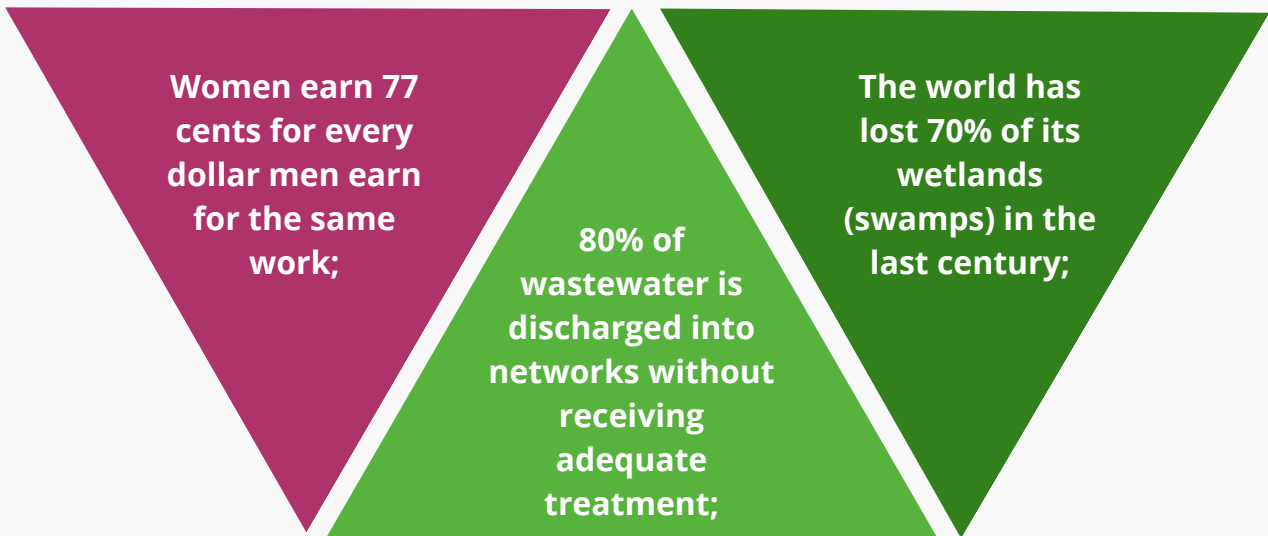 Women earn 77
cents for every
dollar men earn
for the same
work;
80% of
wastewater is
discharged into
networks without
receiving
adequate
treatment;
The world has
lost 70% of its
wetlands
(swamps) in the
last century;